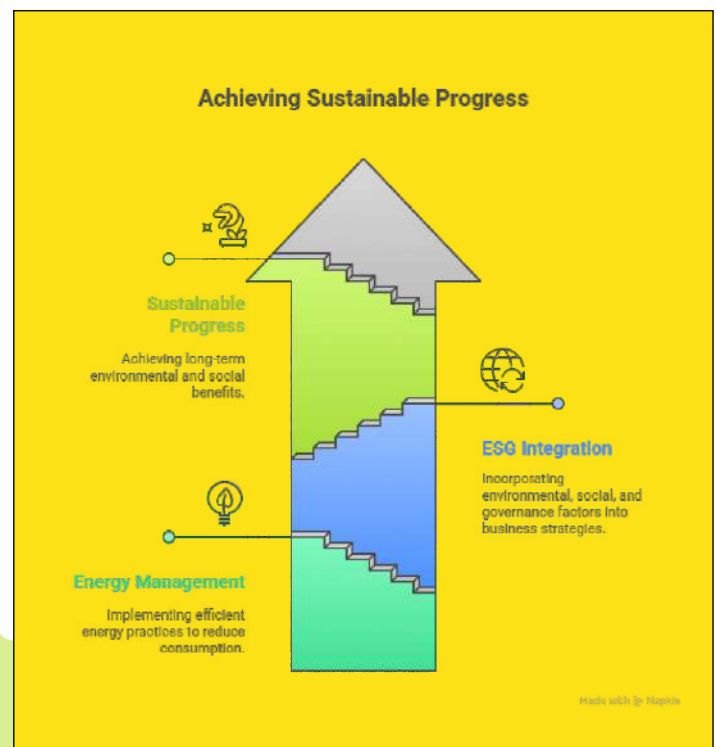 Achieving Sustainable Progress
Sustainable
Progress
Achieving long-term
environmental and social
benefits.
ESG Integration
Incorporating
environmental, social, and
governance factors into
business strategies.
Energy Management
Implementing efficient
energy practices to reduce
consumption.
Made with Napkin